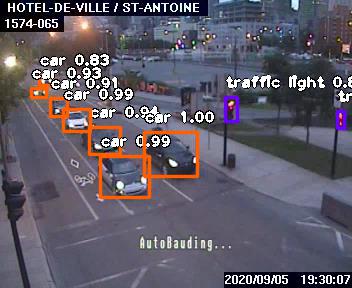 HOTEL-DE-VILLE / ST-ANTOINE
1574-065
car 0.83
car 0.93
car 0.91
car 0.99
car 0.94
car 1.00
car 0.99
traffic light 0.8
tr
AutoBauding...
2020/09/05 19:30:07